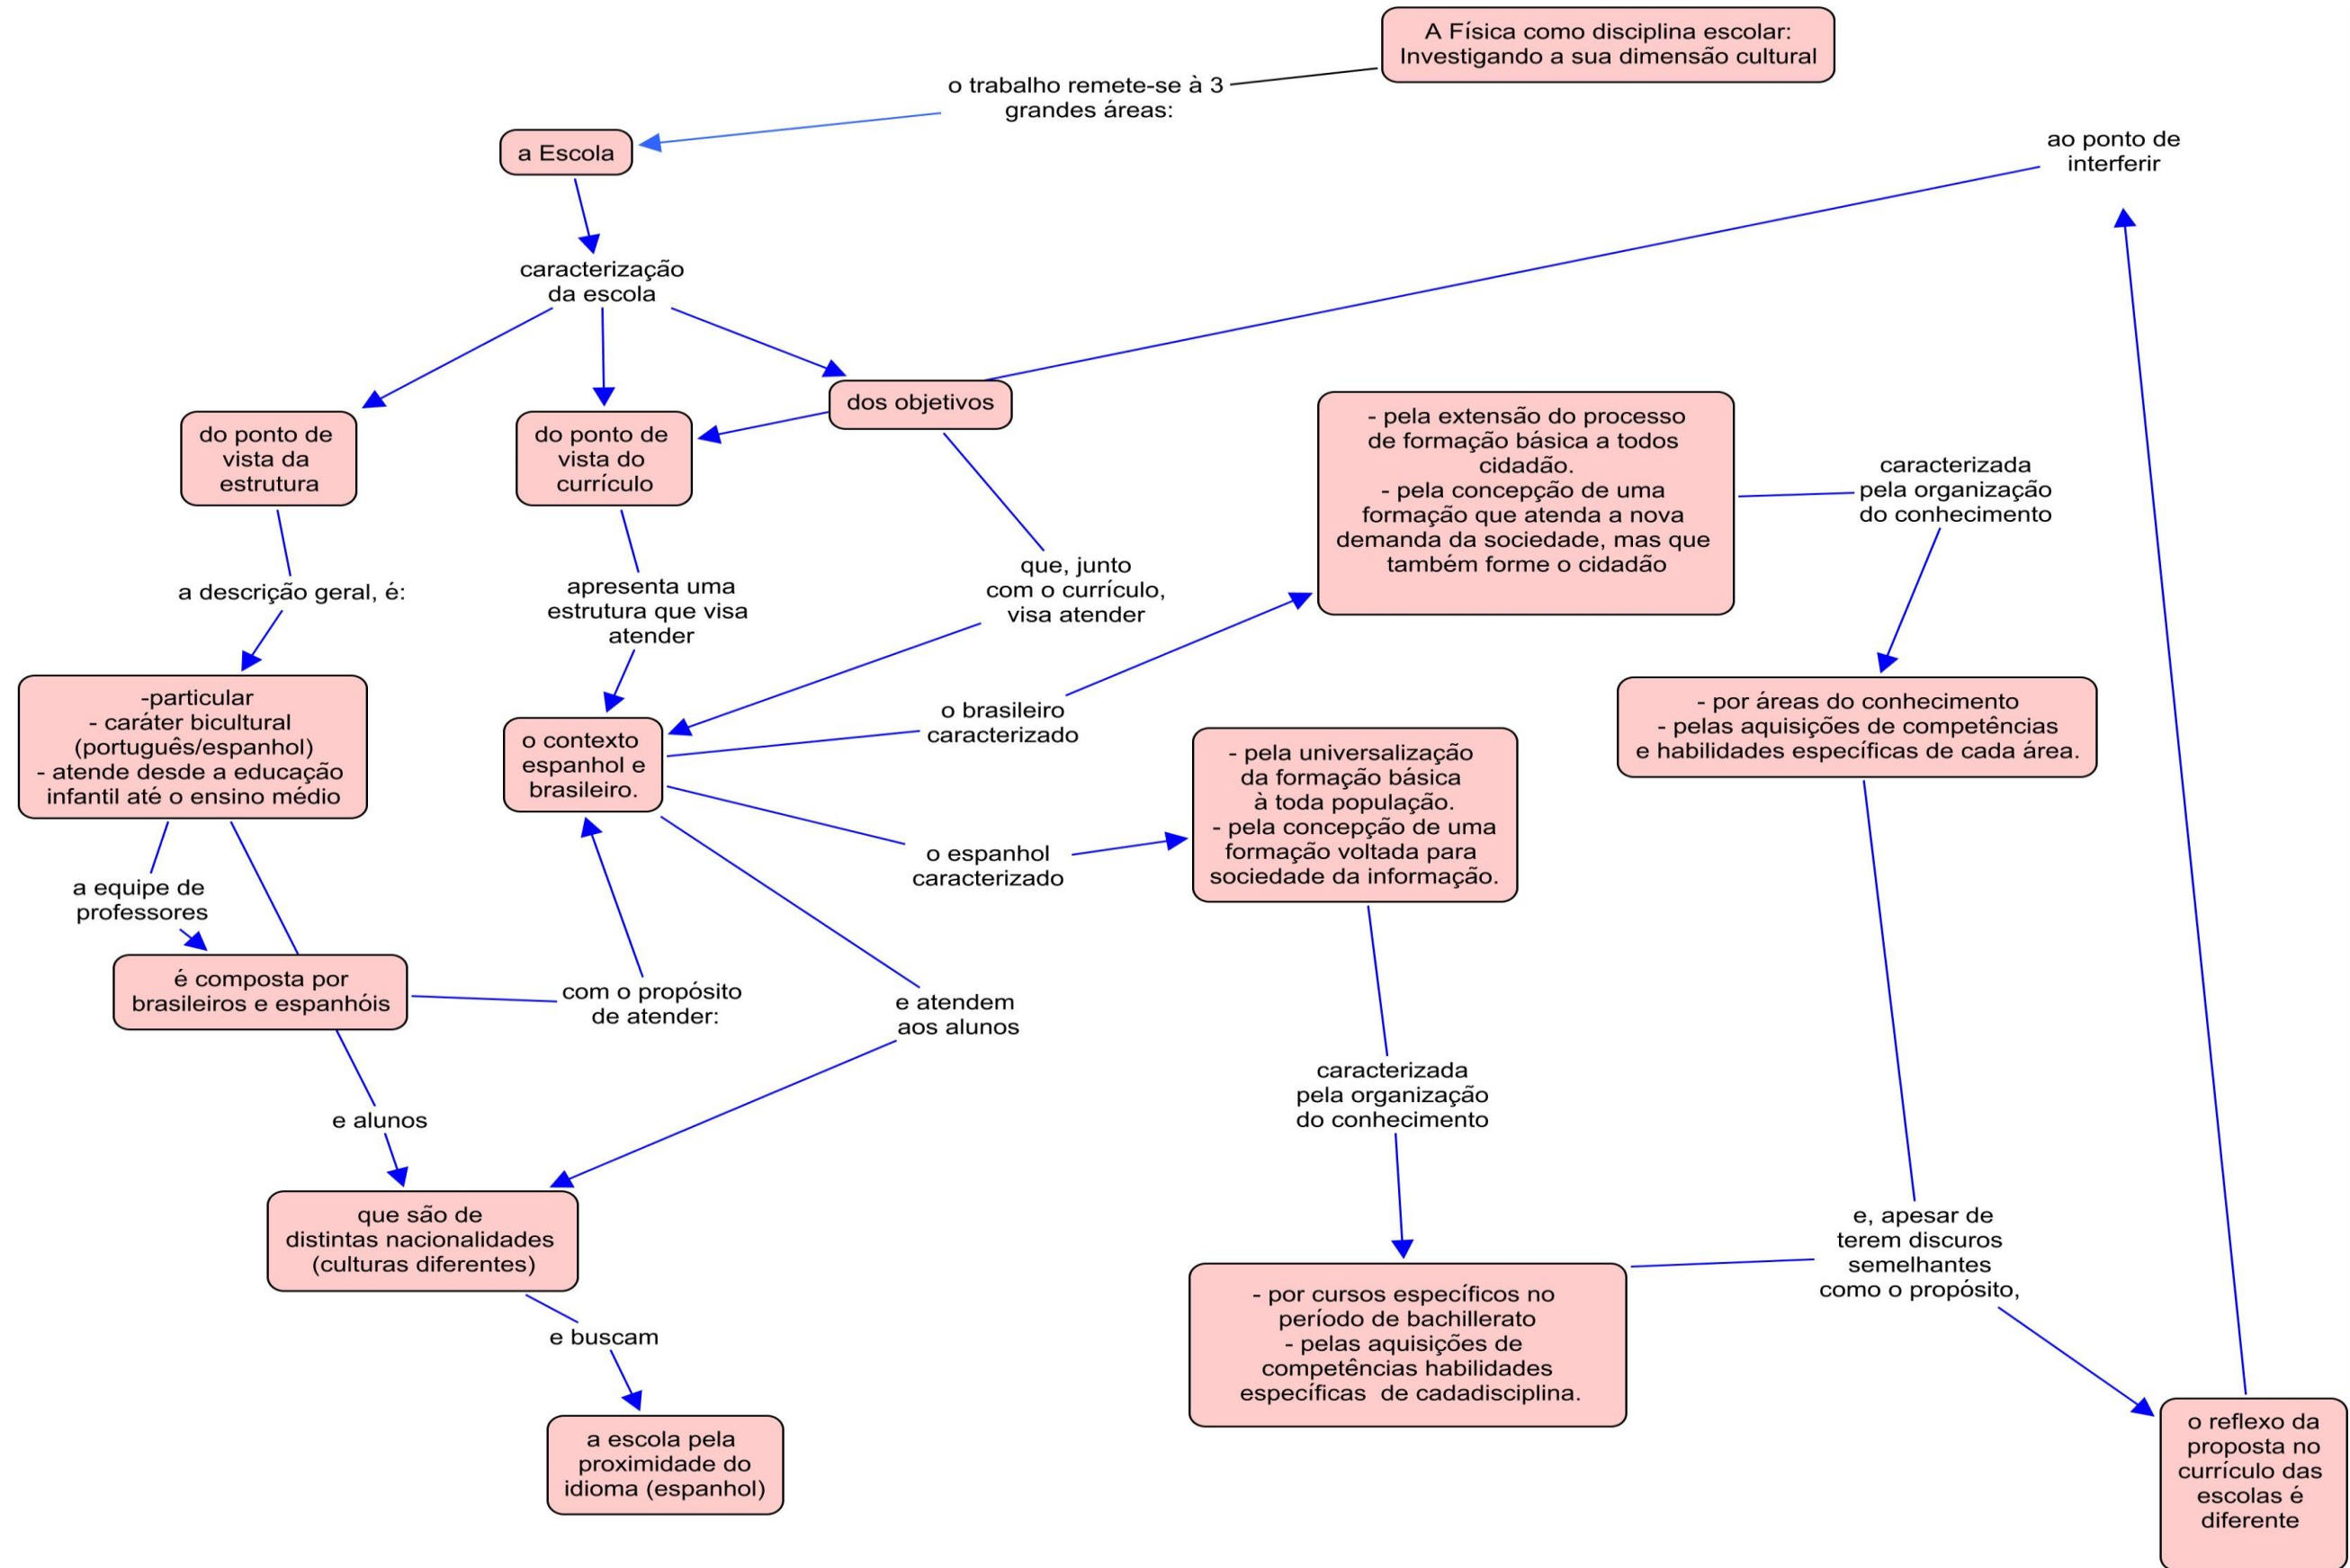 A Física como disciplina escolar:
Investigando a sua dimensão cultural
o trabalho remete-se à 3
grandes áreas:
a Escola
ao ponto de
interferir
caracterização
da escola
dos objetivos
do ponto de
vista da
estrutura
do ponto de
vista do
currículo
- pela extensão do processo
de formação básica a todos
cidadão.
- pela concepção de uma
formação que atenda a nova
demanda da sociedade, mas que
também forme o cidadão
caracterizada
pela organização
do conhecimento
a descrição geral, é:
apresenta uma
estrutura que visa
atender
que, junto
com o currículo,
visa atender
-particular
- caráter bicultural
(português/espanhol)
- atende desde a educação
infantil até o ensino médio
o contexto
espanhol e
brasileiro.
o brasileiro
caracterizado
- por áreas do conhecimento
- pelas aquisições de competências
e habilidades específicas de cada área.
- pela universalização
da formação básica
à toda população.
- pela concepção de uma
formação voltada para
sociedade da informação.
o espanhol
caracterizado
a equipe de
professores
é composta por
brasileiros e espanhóis
com o propósito
de atender:
e atendem
aos alunos
caracterizada
pela organização
do conhecimento
e alunos
que são de
distintas nacionalidades
(culturas diferentes)
e, apesar de
terem discuros
semelhantes
como o propósito,
- por cursos específicos no
período de bachillerato
- pelas aquisições de
competências habilidades
específicas  de cadadisciplina.
e buscam
a escola pela
proximidade do
idioma (espanhol)
o reflexo da
proposta no
currículo das
escolas é
diferente